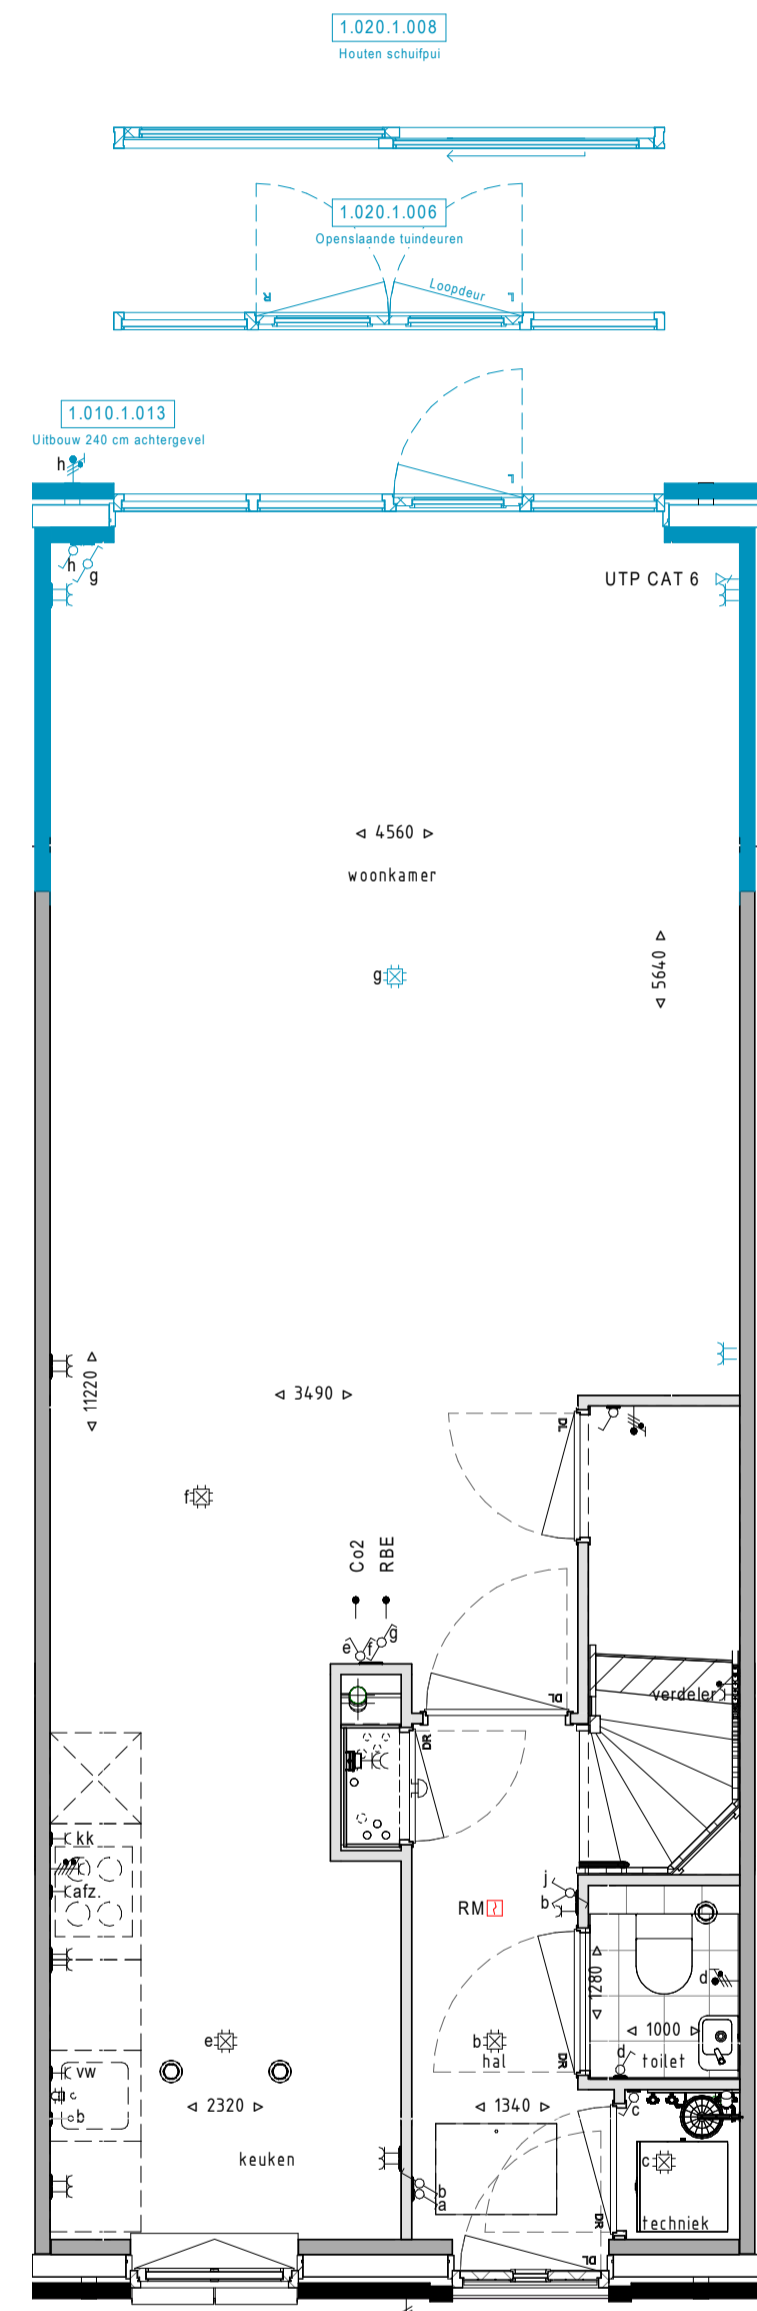 1.020.1.008
Houten schuifpui
1.020.1.006
Openslaande tuindeuren
R
Loopdeur
L
1.010.1.013
Uitbouw 240 cm achtergevel
h
L
h
g
UTP CAT 6
4560
woonkamer
g
5640
11220
3490
DL
f
Co2
RBE
e
f
g
DL
verdeler
DR
kk
afz.
j
b
RM
1280
d
e
b
hal
1000
d
toilet
DR
vw
c
b
c
2320
1340
keuken
c
b
a
DR
techniek
DL